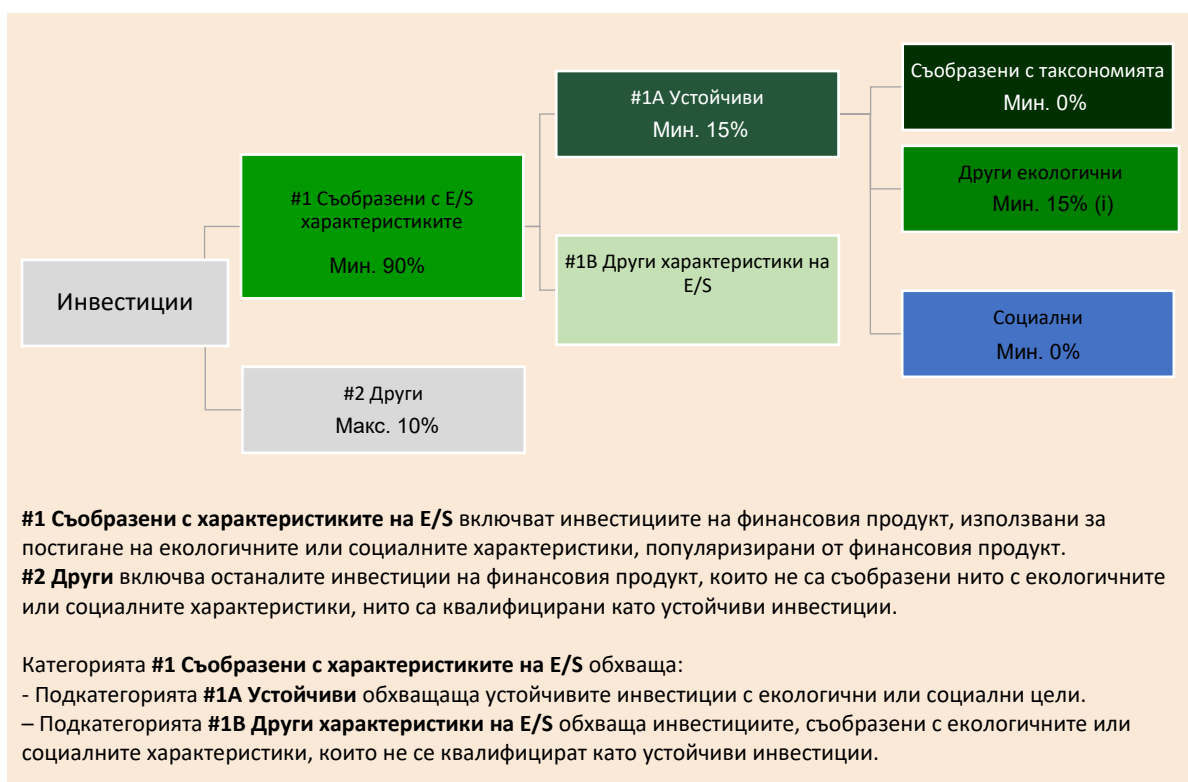 Инвестиции
#1 Съобразени с E/S
характеристиките
Мин. 90%
#2 Други
Макс. 10%
#1A Устойчиви
Мин. 15%
#1B Други характеристики на
E/S
Съобразени с таксономията
Мин. 0%
Други екологични
Мин. 15% (i)
Социални
Мин. 0%
#1 Съобразени с характеристиките на E/S включват инвестициите на финансовия продукт, използвани за
постигане на екологичните или социалните характеристики, популяризирани от финансовия продукт.
#2 Други включва останалите инвестиции на финансовия продукт, които не са съобразени нито с екологичните
или социалните характеристики, нито са квалифицирани като устойчиви инвестиции.
Категорията #1 Съобразени с характеристиките на E/S обхваща:
- Подкатегорията #1A Устойчиви обхващаща устойчивите инвестиции с екологични или социални цели.
– Подкатегорията #1B Други характеристики на E/S обхваща инвестициите, съобразени с екологичните или
социалните характеристики, които не се квалифицират като устойчиви инвестиции.